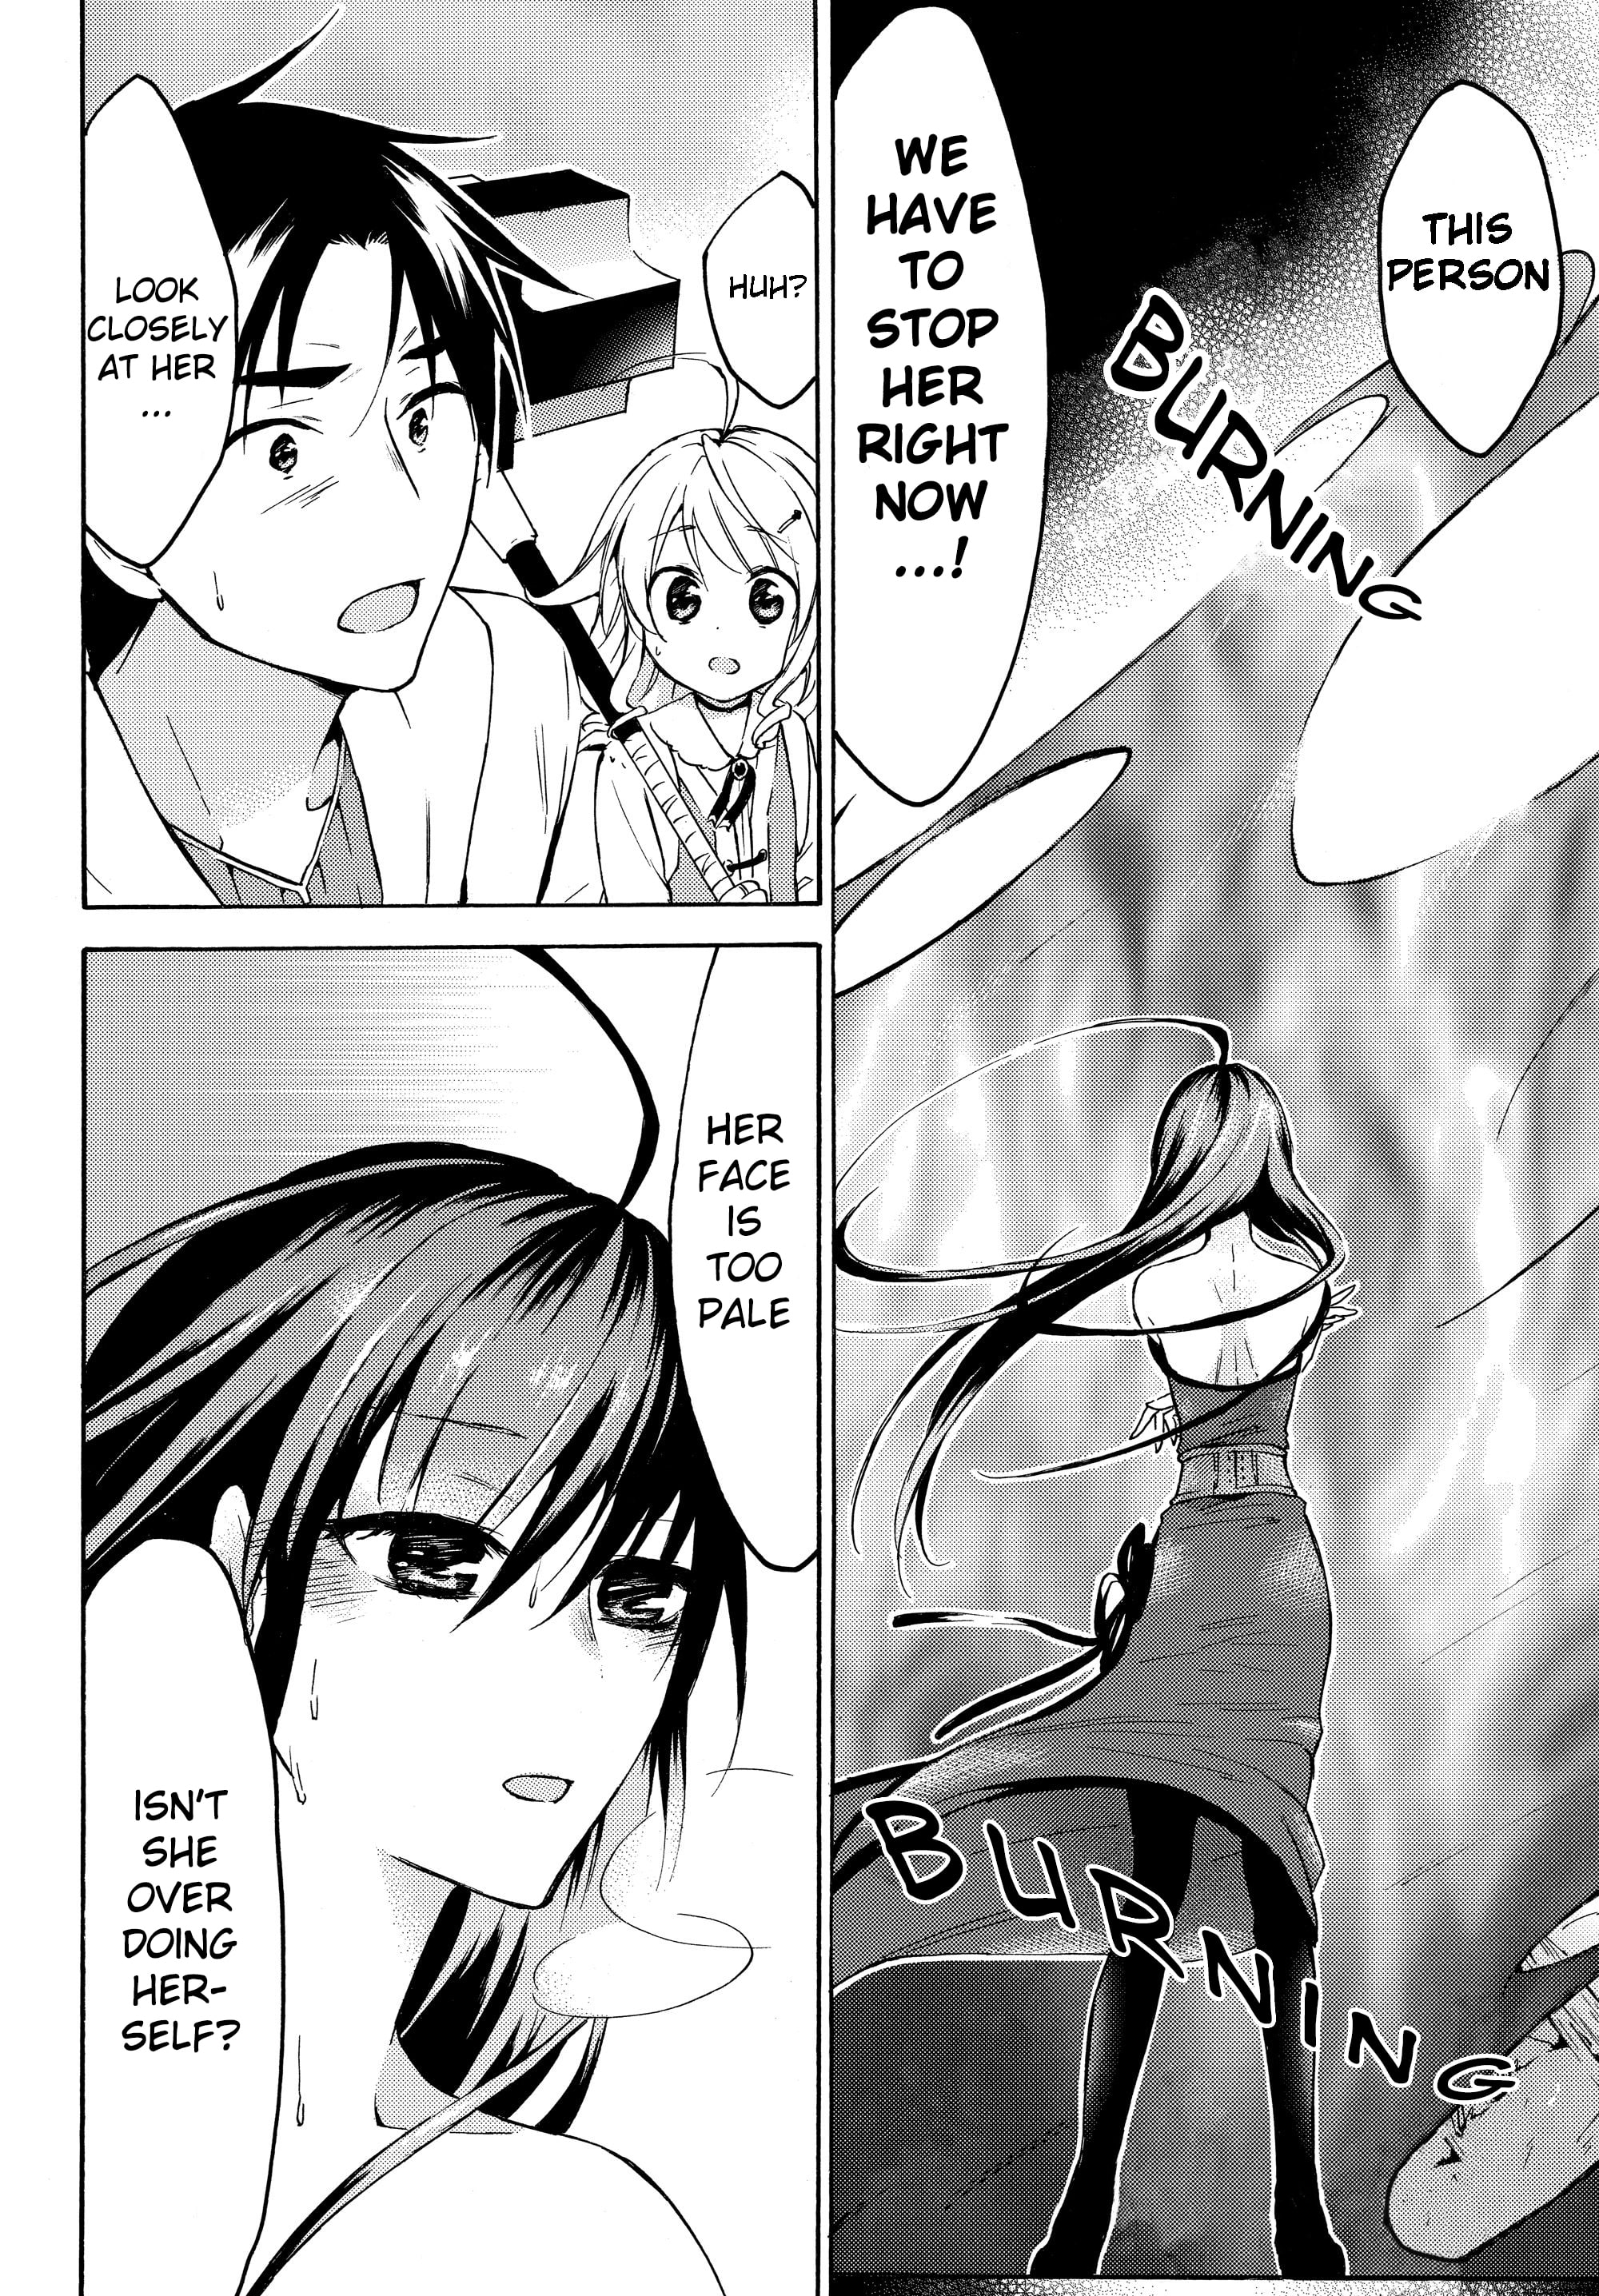 THIS
PERSON
BURNING
WE
HAVE
TO
STOP
HER
RIGHT
NOW
...!
BURNING
HUH?
LOOK
CLOSELY
AT HER
...
HER
FACE
IS
TOO
PALE
ISN'T
SHE
OVER
DOING
HER-
SELF?